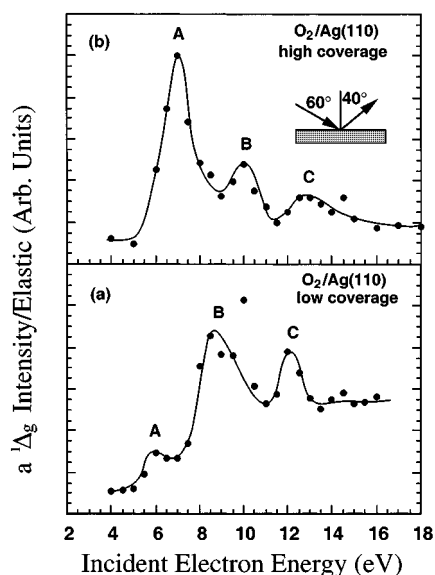 (b)
A
O₂/Ag(110)
high coverage
60°
40°
B
C
a ¹Δg Intensity/Elastic (Arb. Units)
(a)
O₂/Ag(110)
low coverage
B
C
A
2 4 6 8 10 12 14 16 18
Incident Electron Energy (eV)